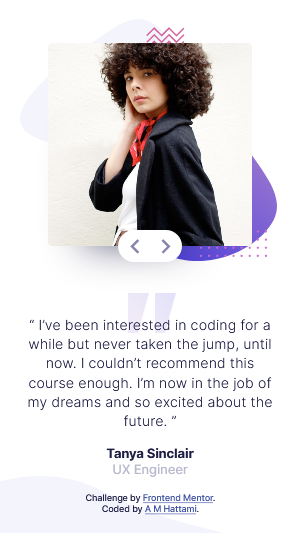 “ I’ve been interested in coding for a
while but never taken the jump, until
now. I couldn’t recommend this
course enough. I’m now in the job of
my dreams and so excited about the
future. ”
Tanya Sinclair
UX Engineer
Challenge by Frontend Mentor.
Coded by A M Hattami.